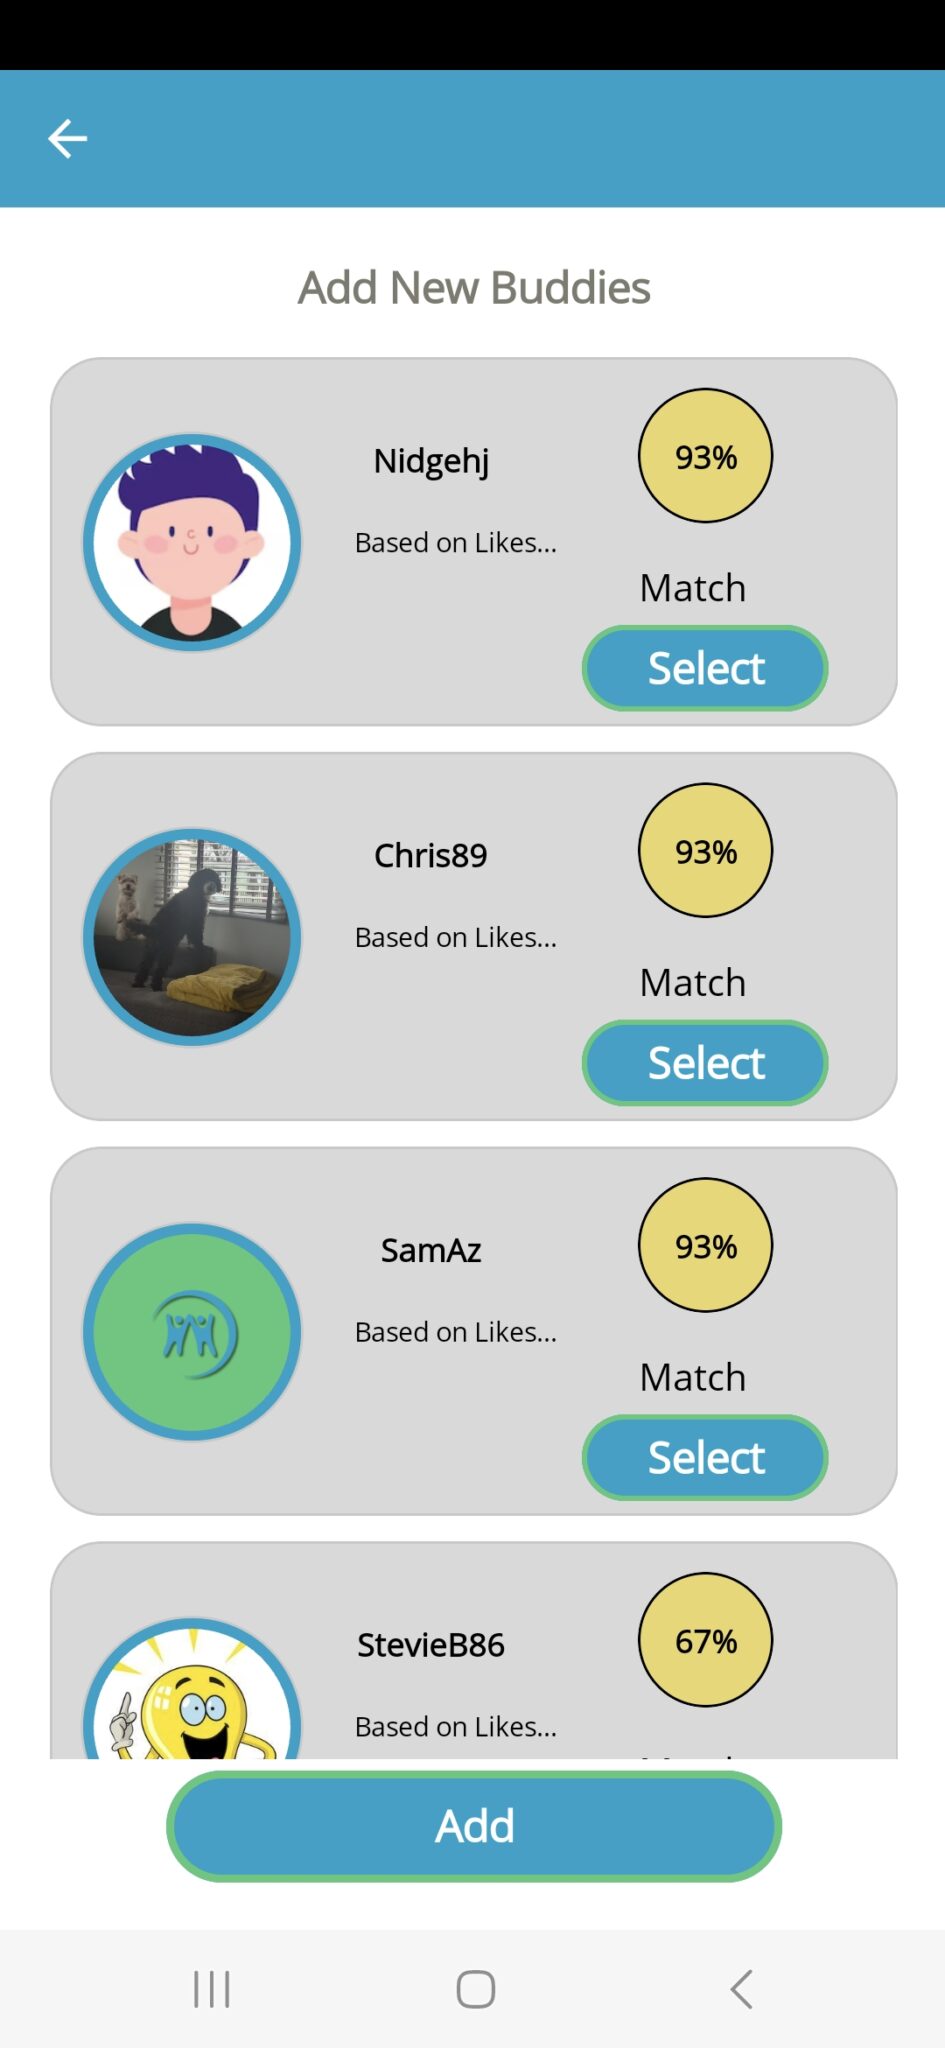 Add New Buddies
Nidgehj
93%
Based on Likes...
Match
Select
Chris89
93%
Based on Likes...
Match
Select
SamAz
93%
Based on Likes...
Match
Select
StevieB86
67%
Based on Likes...
Add